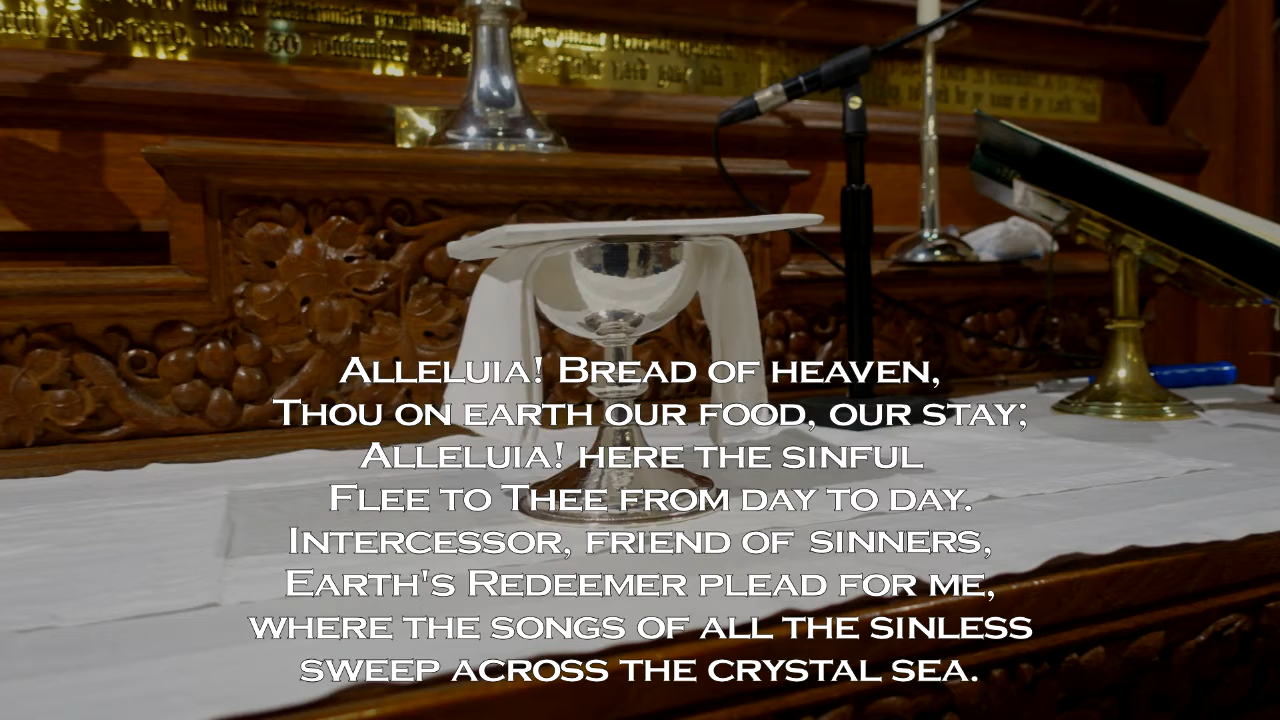 Alleluia! Bread of heaven,
Thou on earth our food, our stay;
Alleluia! here the sinful
Flee to Thee from day to day.
Intercessor, friend of sinners,
Earth's Redeemer plead for me,
where the songs of all the sinless
sweep across the crystal sea.